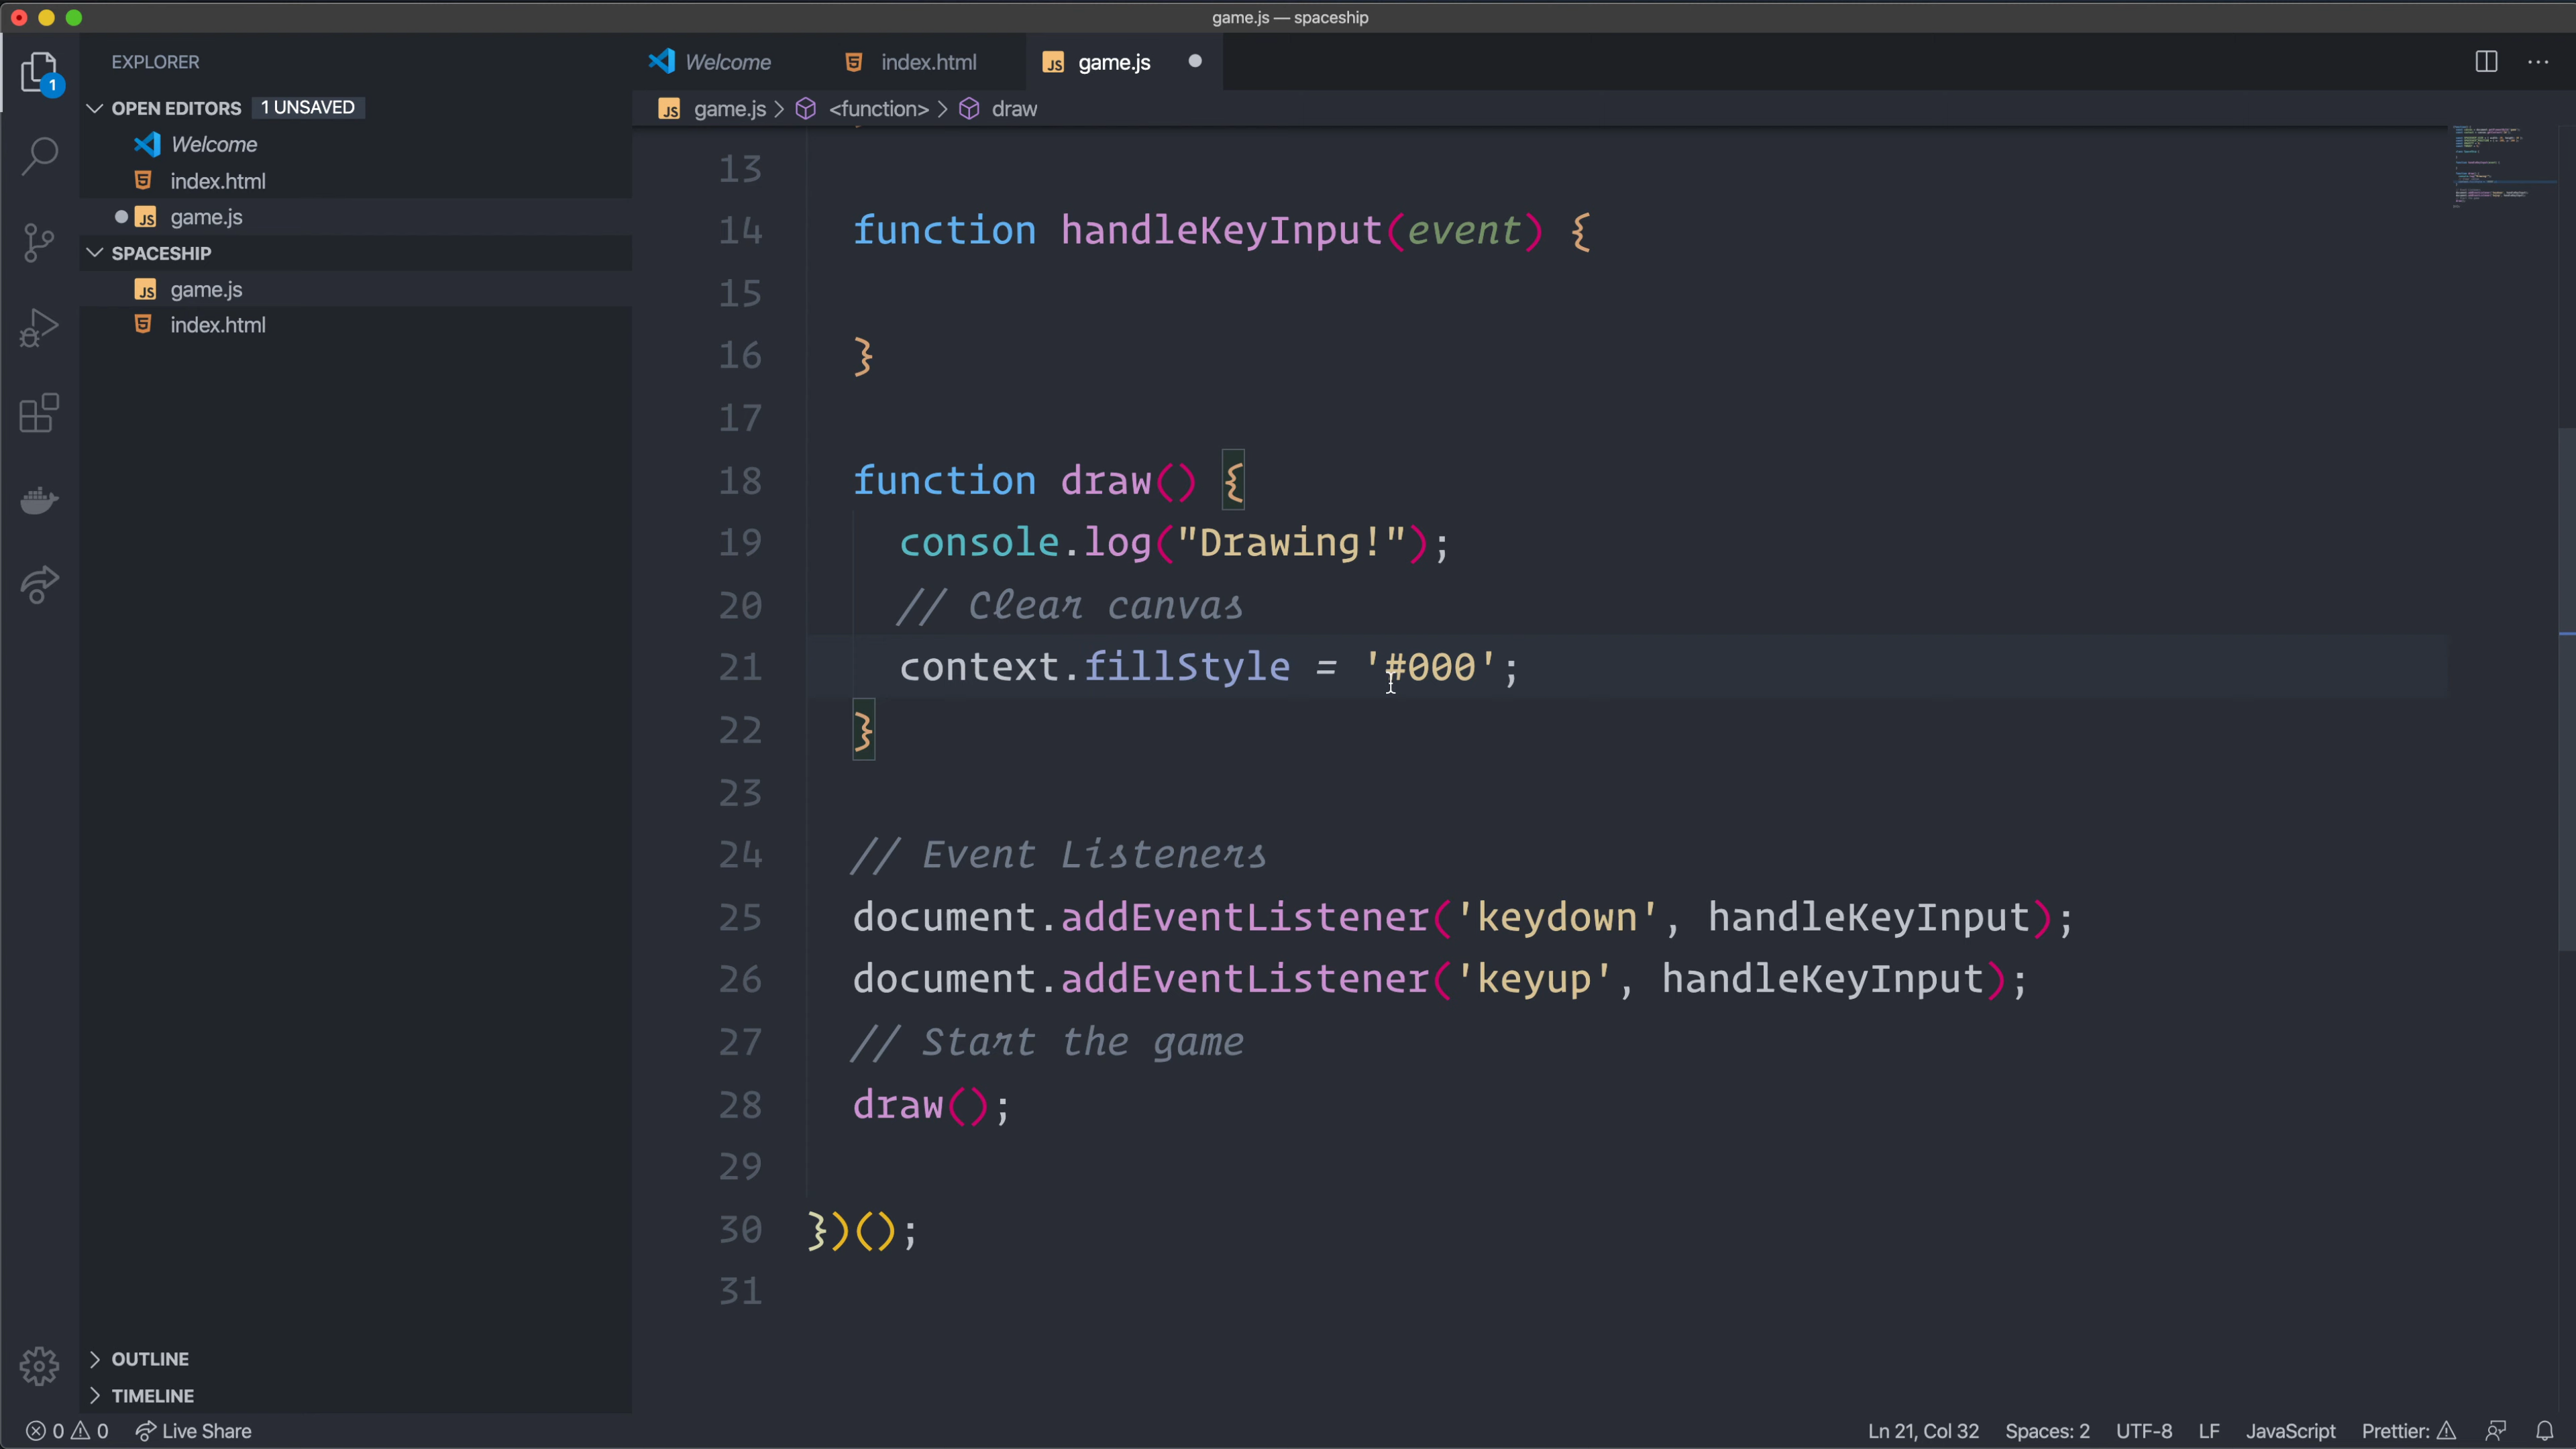 game.js — spaceship
EXPLORER
OPEN EDITORS 1 UNSAVED
Welcome
index.html
game.js
SPACESHIP
game.js
index.html
OUTLINE
TIMELINE
Welcome index.html game.js
game.js > <function> > draw
13
14 function handleKeyInput(event) {
15
16 }
17
18 function draw() {
19 console.log("Drawing!");
20 // Clear canvas
21 context.fillStyle = '#000';
22 }
23
24 // Event Listeners
25 document.addEventListener('keydown', handleKeyInput);
26 document.addEventListener('keyup', handleKeyInput);
27 // Start the game
28 draw();
29
30 })();
31
1
0 0 Live Share Ln 21, Col 32 Spaces: 2 UTF-8 LF JavaScript Prettier: